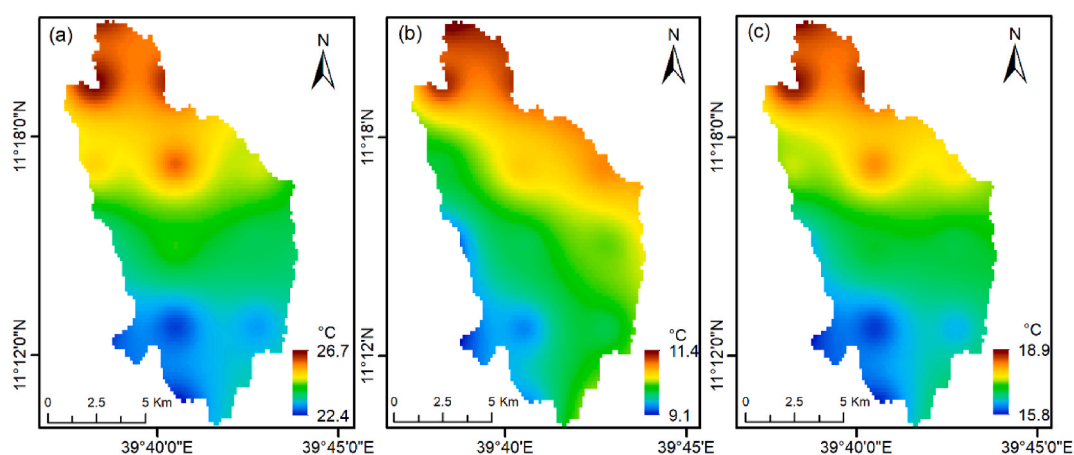 (a)
N
11°18'0"N
11°12'0"N
°C
26.7
22.4
0 2.5 5 Km
39°40'0"E
39°45'0"E
(b)
N
11°18'
11°12'N
°C
11.4
9.1
0 2.5 5 Km
39°40'E
39°45'0'E
(c)
N
11°18'0"N
11°12'0"N
°C
18.9
15.8
0 2.5 5 Km
39°40'0'E
39°45'0'E